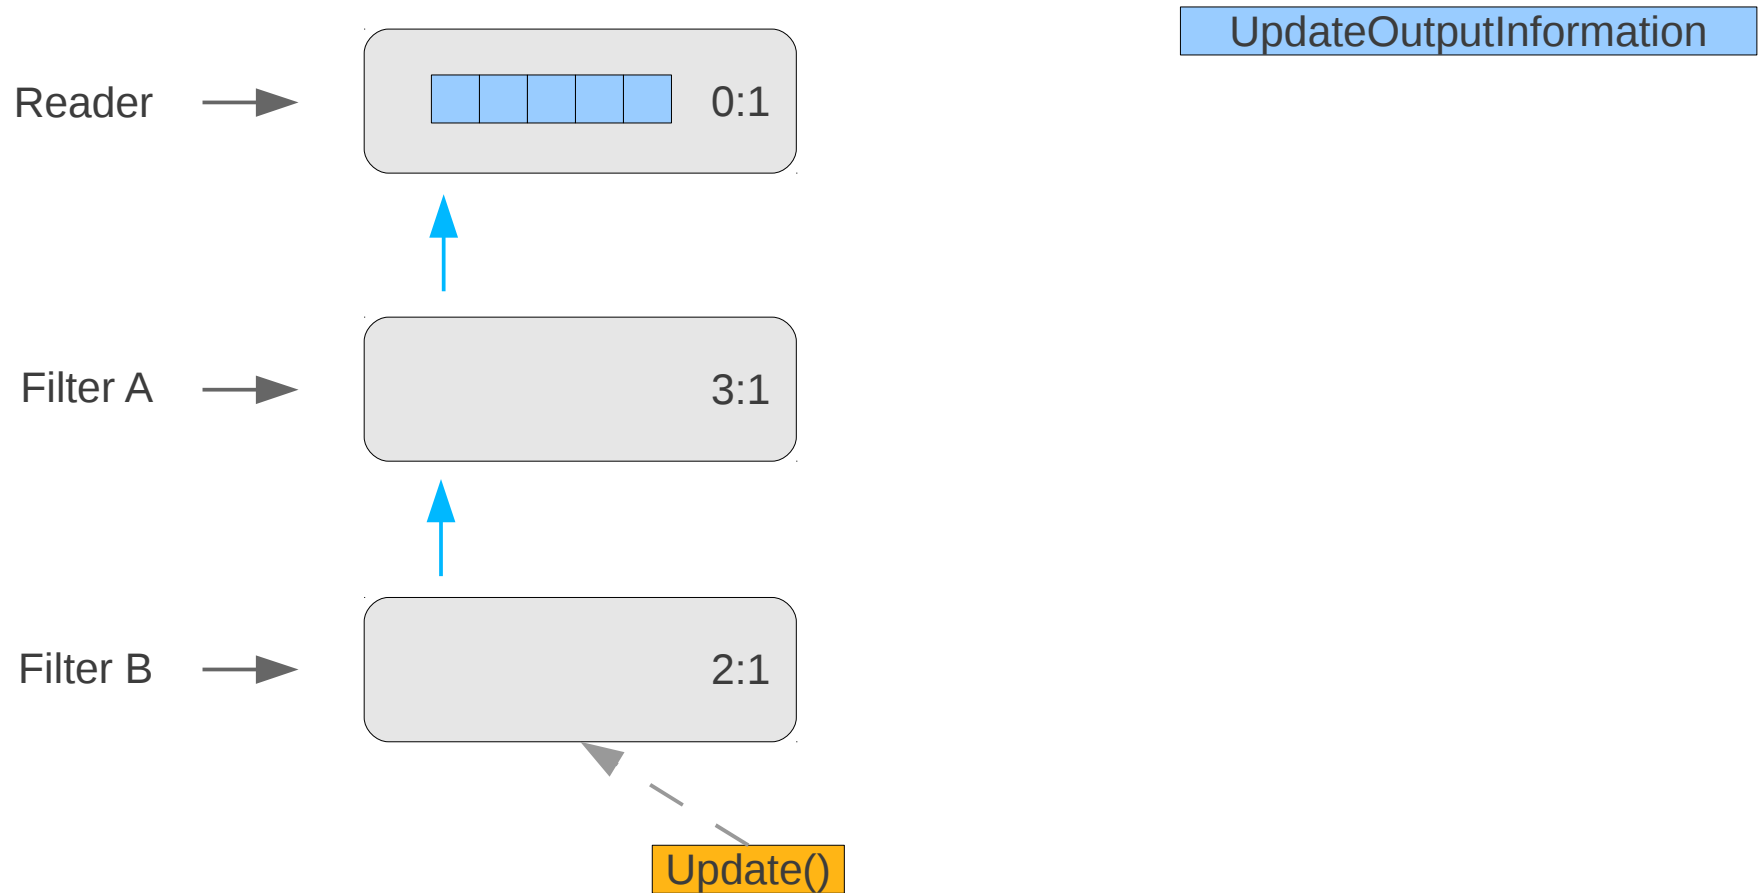 UpdateOutputInformation
Reader
0:1
Filter A
3:1
Filter B
2:1
Update()